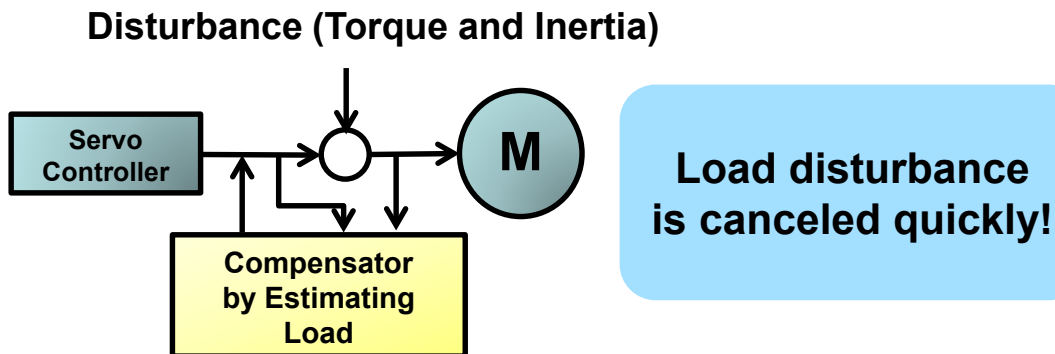 Disturbance (Torque and Inertia)
Servo
Controller
M
Load disturbance
is canceled quickly!
Compensator
by Estimating
Load